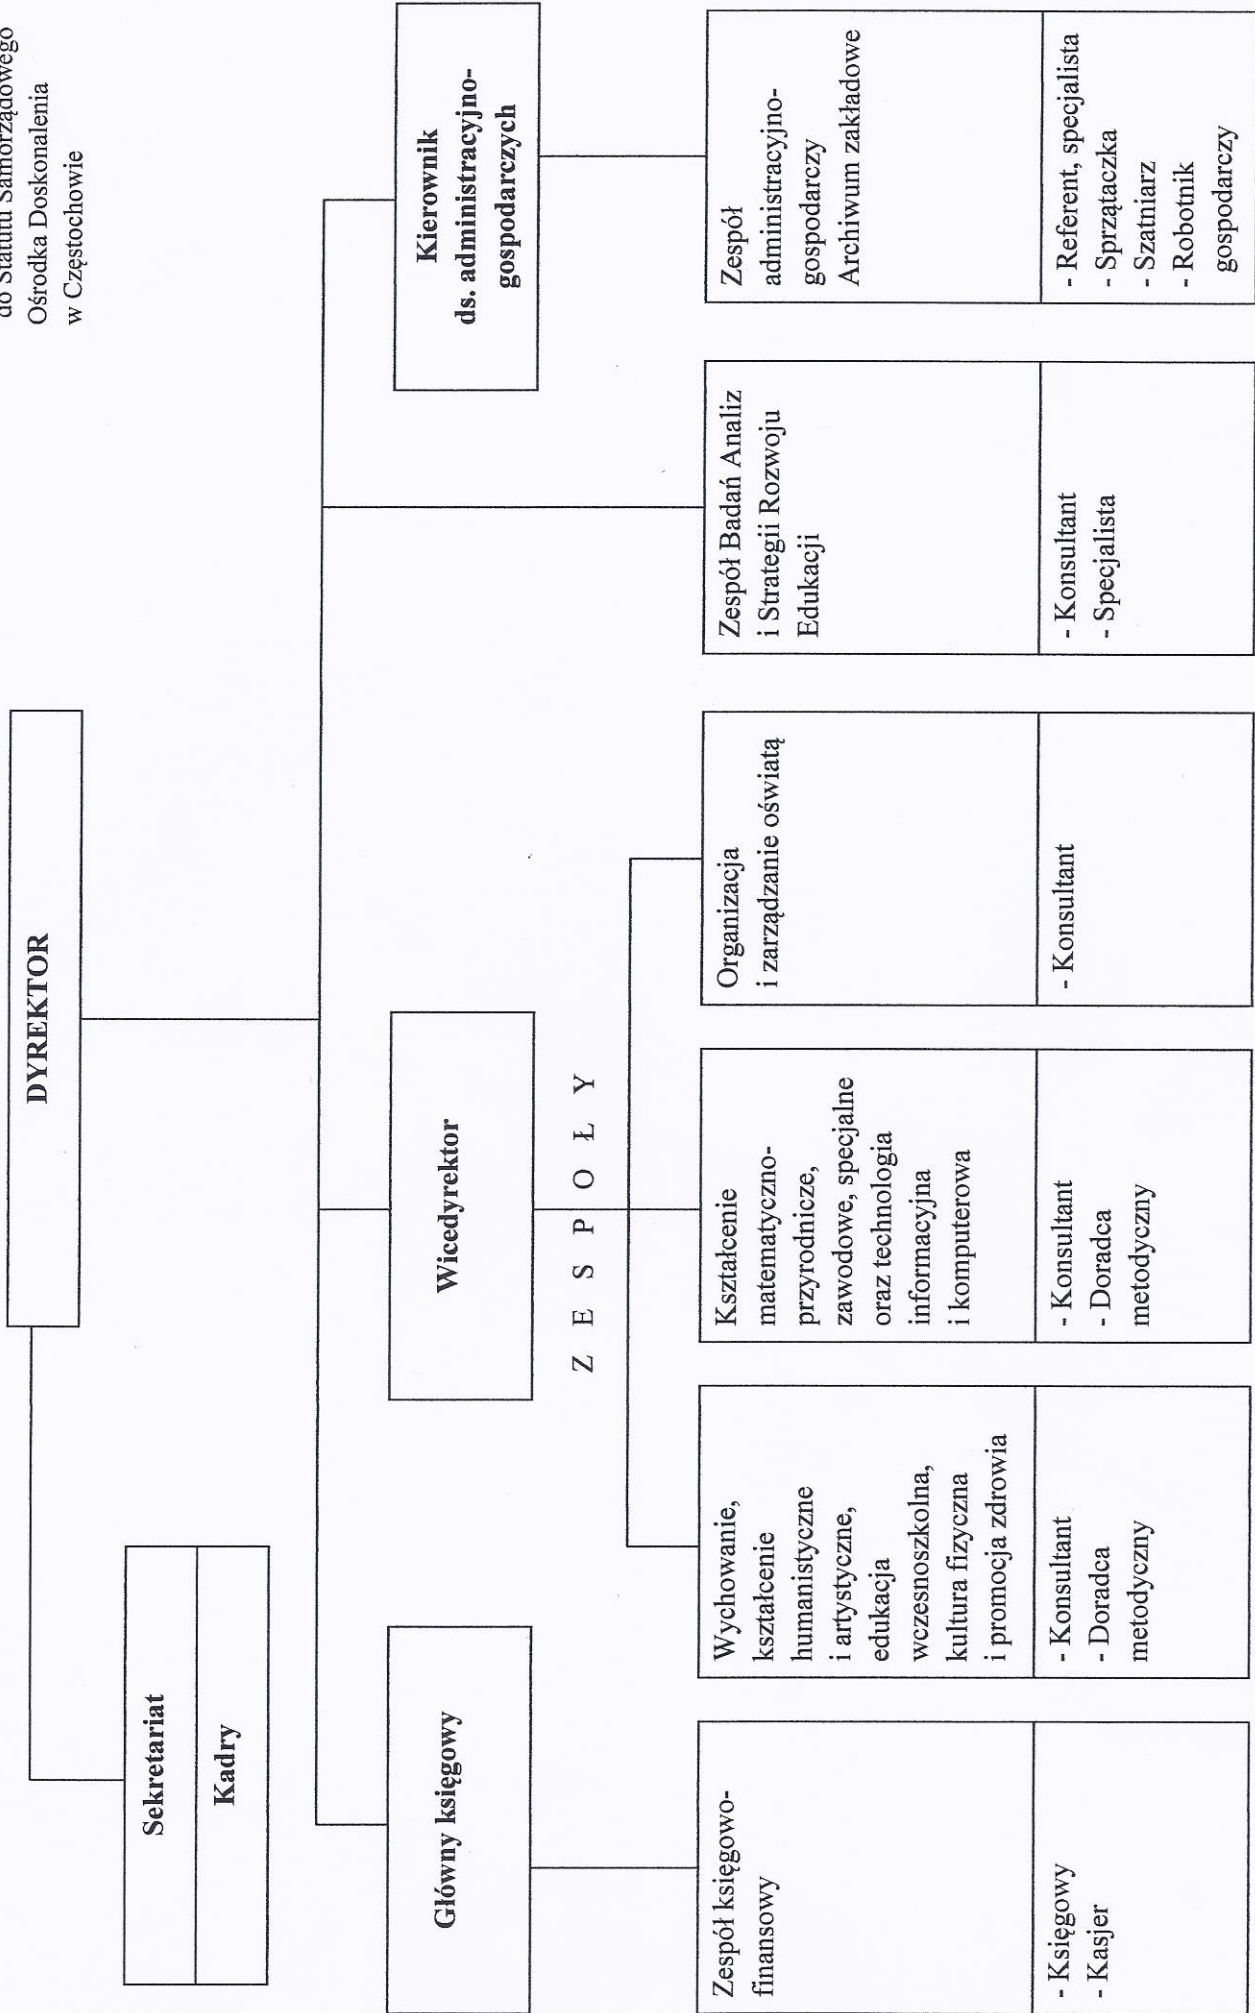 do Statutu Samorządowego
Ośrodka Doskonalenia
w Częstochowie
DYREKTOR
Sekretariat
Kadry
Główny księgowy
Wicedyrektor
Kierownik
ds. administracyjno-
gospodarczych
Z E S P O Ł Y
Zespół księgowo-
finansowy
- Księgowy
- Kasjer
Wychowanie,
kształcenie
humanistyczne
i artystyczne,
edukacja
wczesnoszkolna,
kultura fizyczna
i promocja zdrowia
- Konsultant
- Doradca
metodyczny
Kształcenie
matematyczno-
przyrodnicze,
zawodowe, specjalne
oraz technologia
informacyjna
i komputerowa
- Konsultant
- Doradca
metodyczny
Organizacja
i zarządzanie oświatą
- Konsultant
Zespół Badań Analiz
i Strategii Rozwoju
Edukacji
- Konsultant
- Specjalista
Zespół
administracyjno-
gospodarczy
Archiwum zakładowe
- Referent, specjalista
- Sprzątaczka
- Szatniarz
- Robotnik
gospodarczy